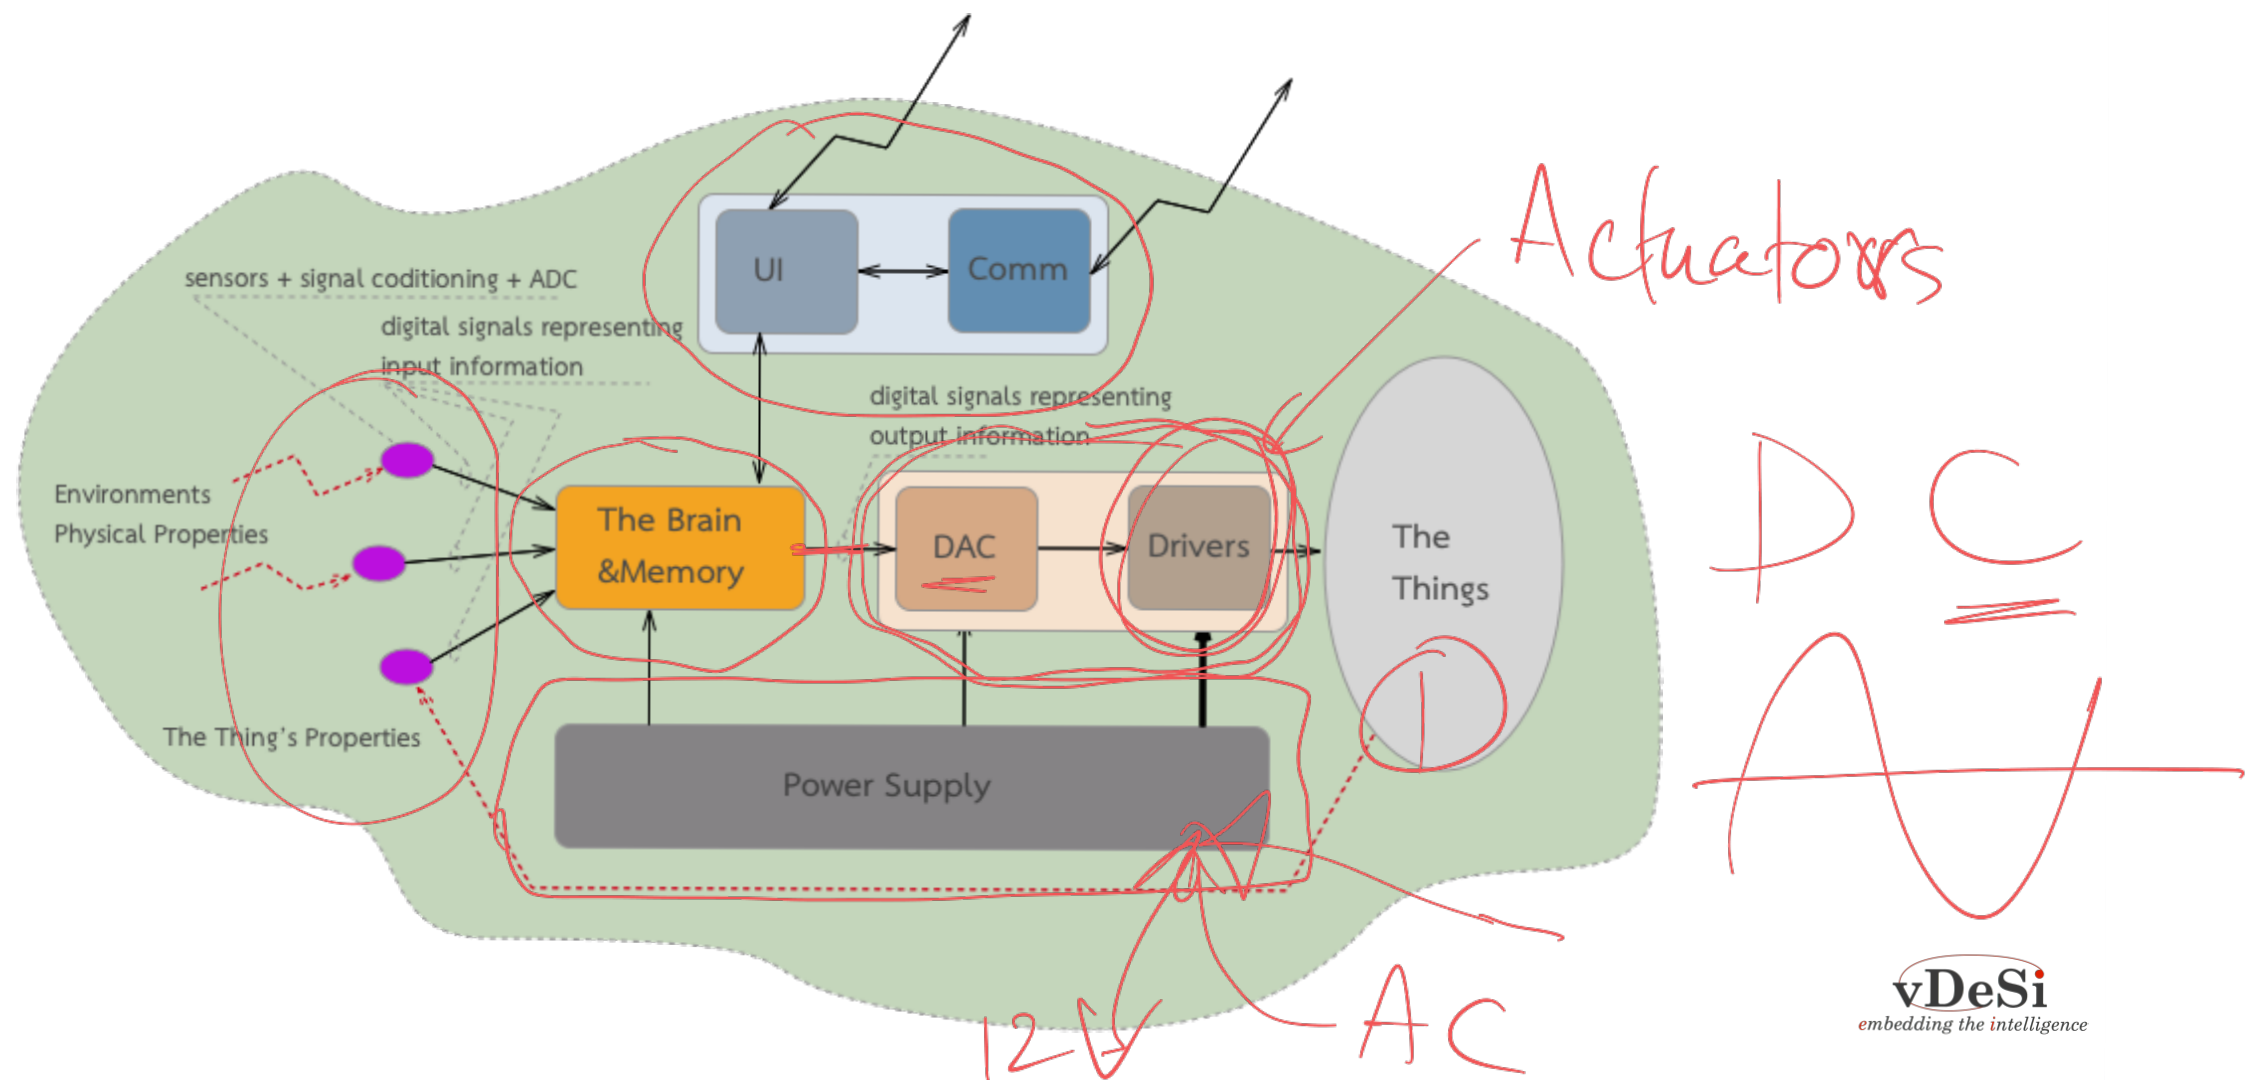 UI
Comm
Actuators
sensors + signal coditioning + ADC
digital signals representing
input information
digital signals representing
output information
Environments
Physical Properties
The Brain
&Memory
DAC
Drivers
The
Things
DC
The Thing's Properties
Power Supply
12V
AC
vDeSi
embedding the intelligence